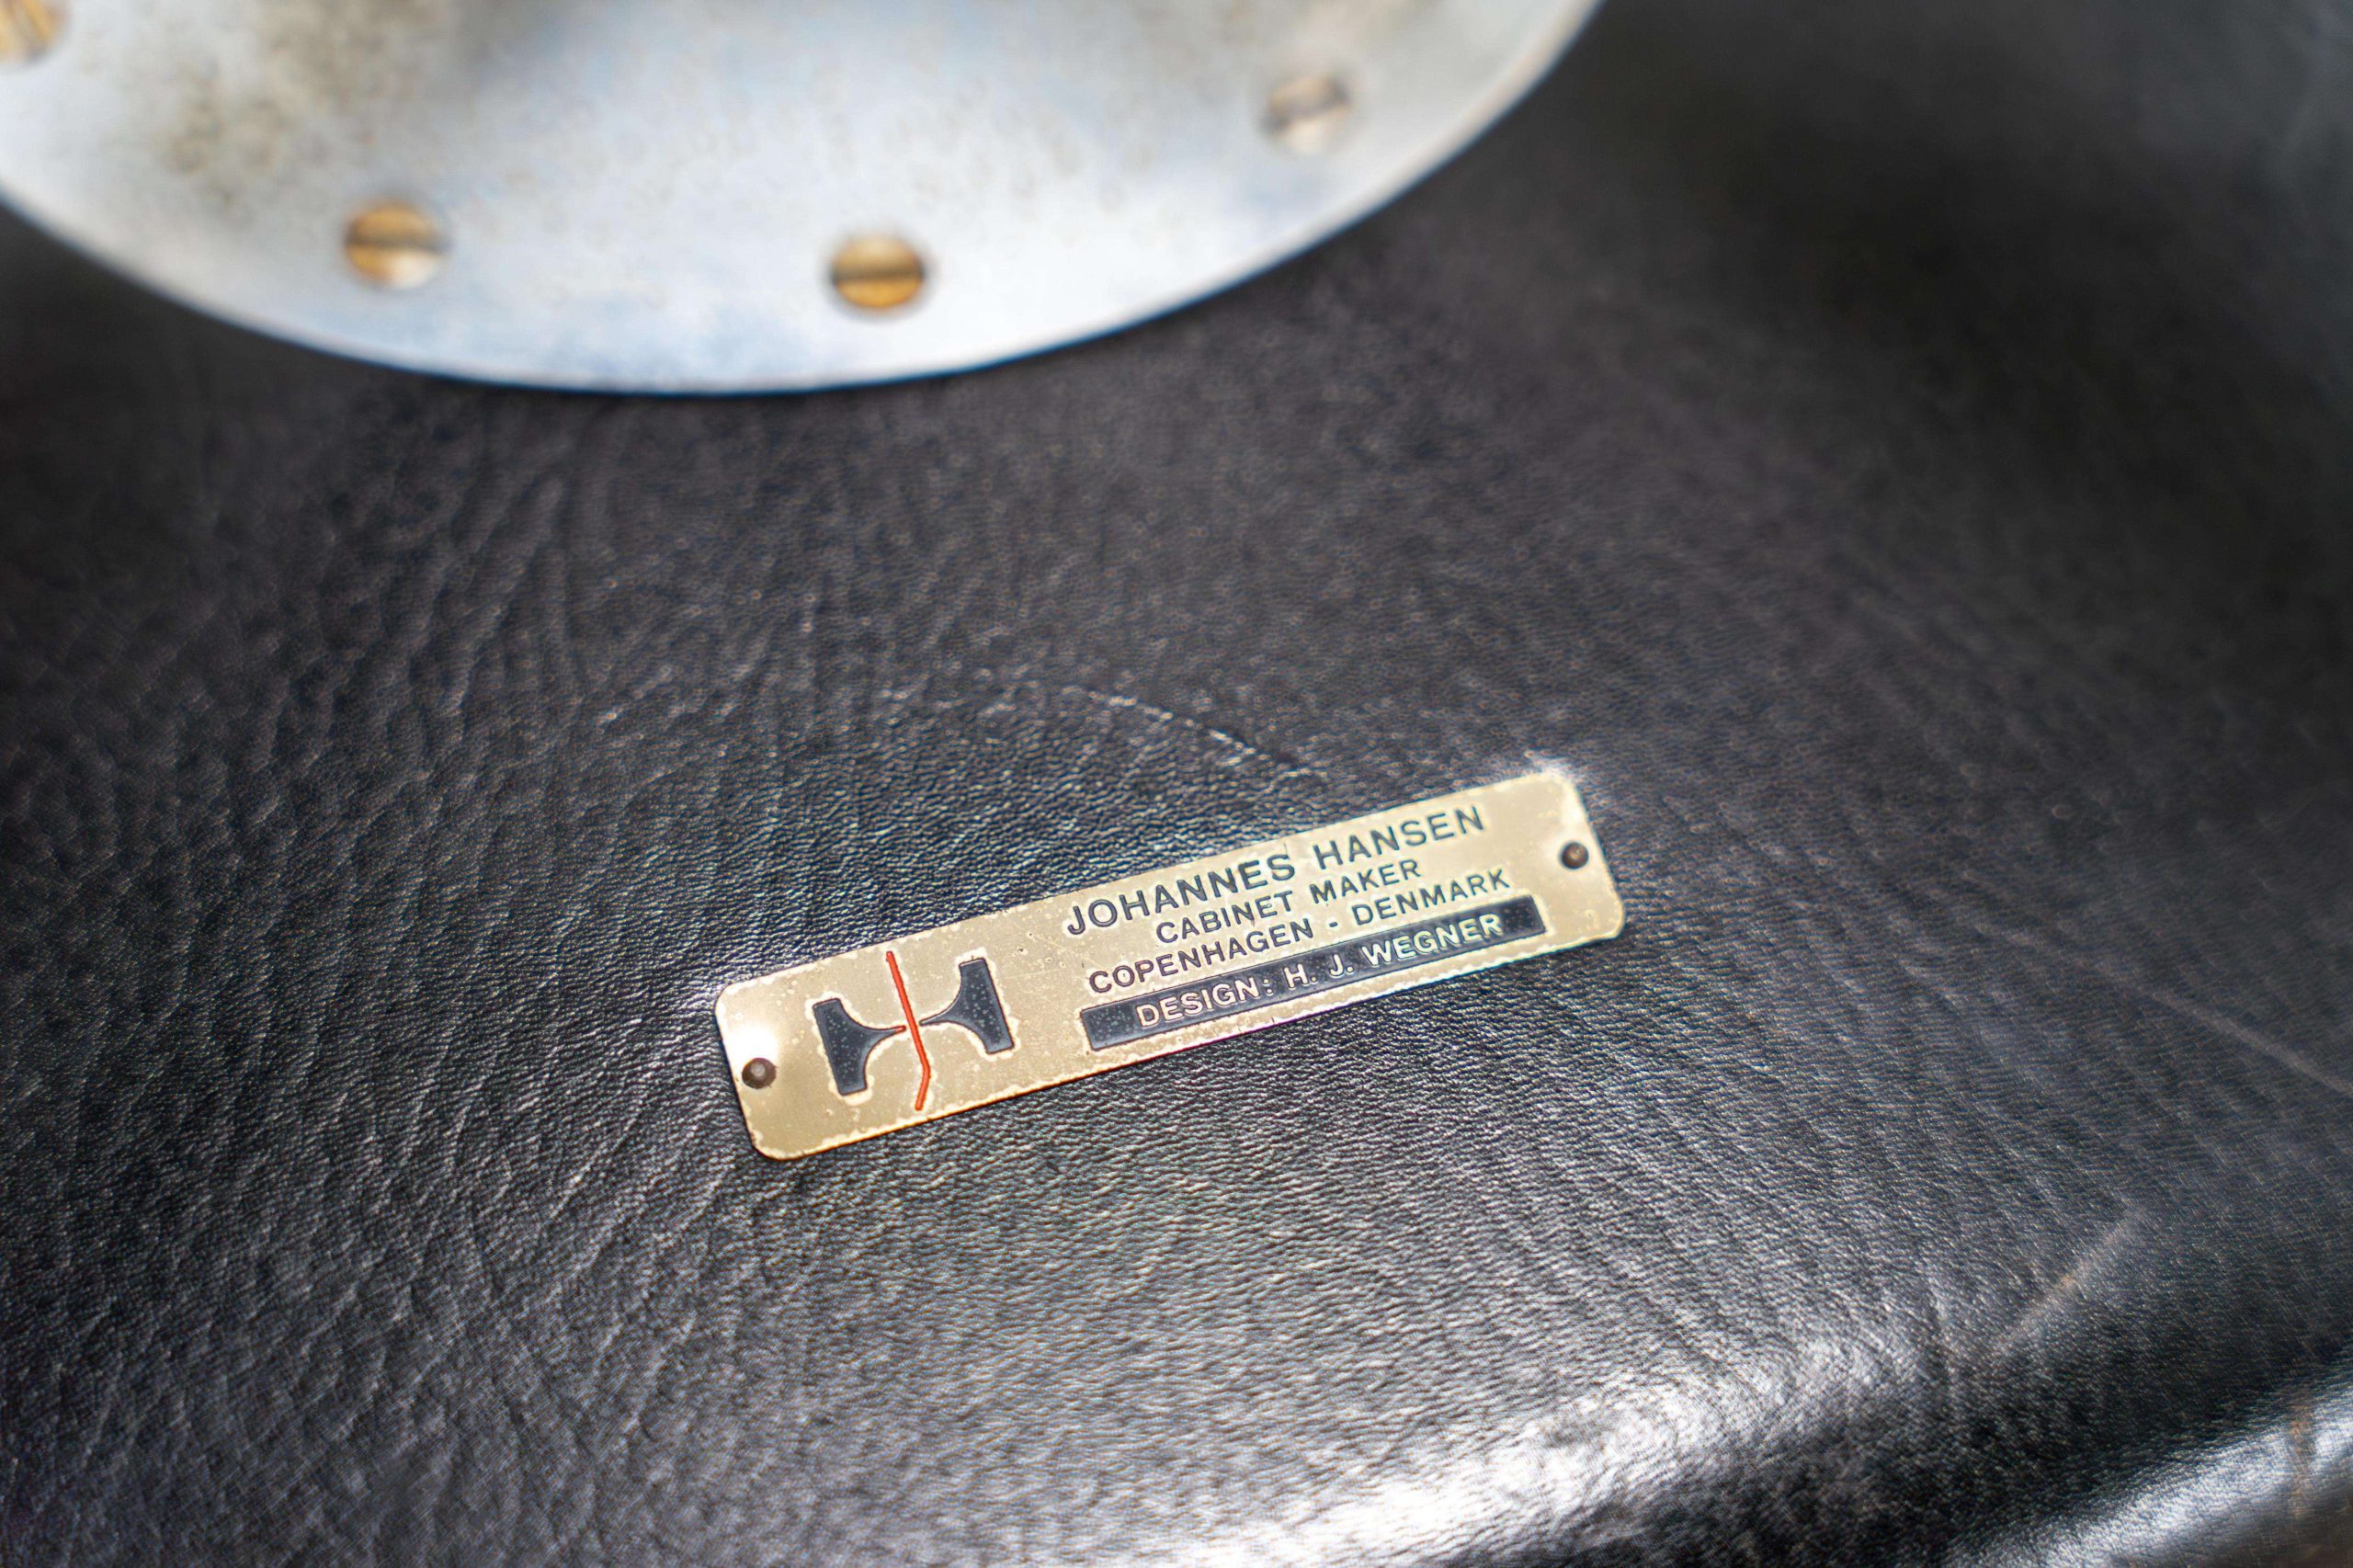 JOHANNES HANSEN
CABINET MAKER
COPENHAGEN - DENMARK
DESIGN: H. J. WEGNER